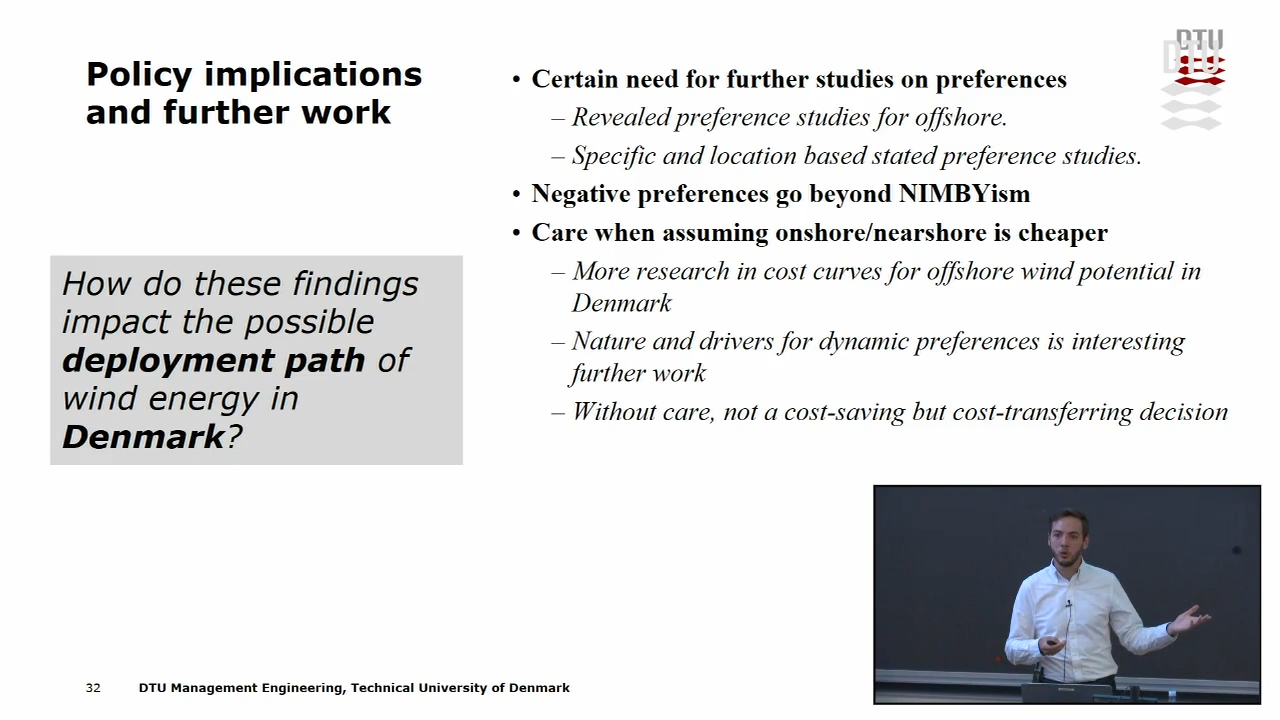 Policy implications
and further work
How do these findings
impact the possible
deployment path of
wind energy in
Denmark?
• Certain need for further studies on preferences
– Revealed preference studies for offshore.
– Specific and location based stated preference studies.
• Negative preferences go beyond NIMBYism
• Care when assuming onshore/nearshore is cheaper
– More research in cost curves for offshore wind potential in
Denmark
– Nature and drivers for dynamic preferences is interesting
further work
– Without care, not a cost-saving but cost-transferring decision
DTU
DTU
32 DTU Management Engineering, Technical University of Denmark